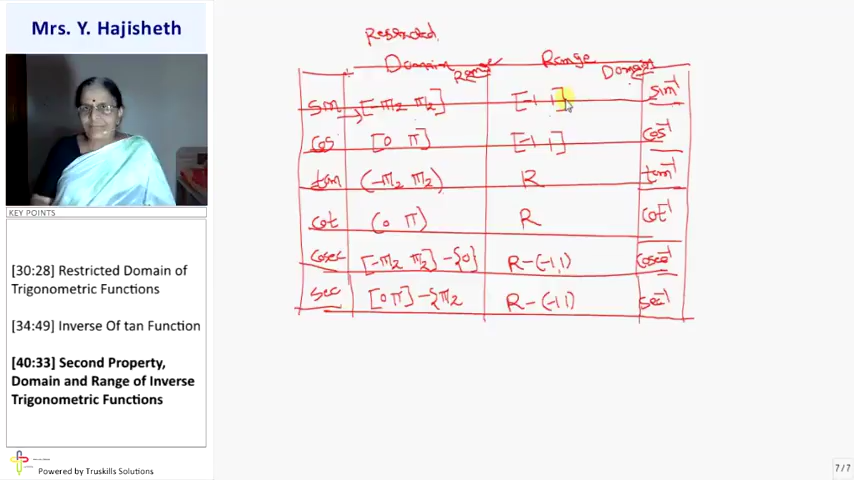 Mrs. Y. Hajisheth
KEY POINTS
[30:28] Restricted Domain of
Trigonometric Functions
[34:49] Inverse Of tan Function
[40:33] Second Property,
Domain and Range of Inverse
Trigonometric Functions
Powered by Truskills Solutions
Restricted
Domain Range
Range Domain
sin [-π/2 π/2] [-1 1] sin⁻¹
cos [0 π] [-1 1] cos⁻¹
tan (-π/2 π/2) R tan⁻¹
cot (0 π) R cot⁻¹
cosec [-π/2 π/2]-{0} R-(-1,1) cosec⁻¹
sec [0 π]-{π/2 R-(-1,1) sec⁻¹
7/7